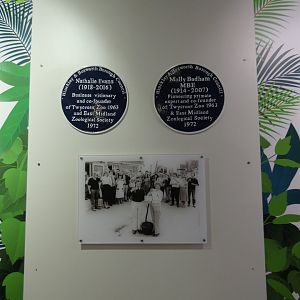 Hinckley & Bosworth Borough Council
Nathalie Evans
(1918-2016)
Business visionary
and co-founder
of Twycross Zoo 1963
and East Midland
Zoological Society
1972
Hinckley & Bosworth Borough Council
Molly Badham
MBE
(1914-2007)
Pioneering primate
expert and co-founder
of Twycross Zoo 1963
& East Midland
Zoological Society
1972